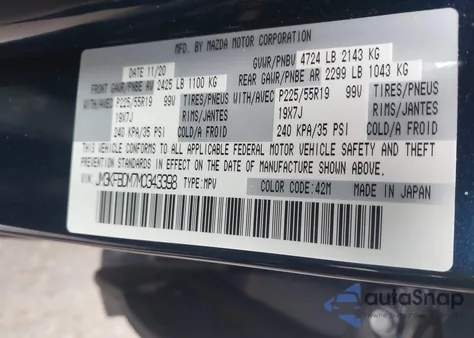 MFD. BY MAZDA MOTOR CORPORATION
DATE 11/20 GVWR/PNBV 4724 LB 2143 KG
FRONT GAWR/PNBE AV 2425 LB 1100 KG REAR GAWR/PNBE AR 2299 LB 1043 KG
WITH/AVEC P225/55R19 99V TIRES/PNEUS WITH/AVEC P225/55R19 99V TIRES/PNEUS
19X7J RIMS/JANTES 19X7J RIMS/JANTES
240 KPA/35 PSI COLD/A FROID 240 KPA/35 PSI COLD/A FROID
THIS VEHICLE CONFORMS TO ALL APPLICABLE FEDERAL MOTOR VEHICLE SAFETY AND THEFT
PREVENTION STANDARDS IN EFFECT ON THE DATE OF MANUFACTURE SHOWN ABOVE.
VIN: JM3KFBDM7M0343398 TYPE: MPV COLOR CODE: 42M MADE IN JAPAN
autoSnap